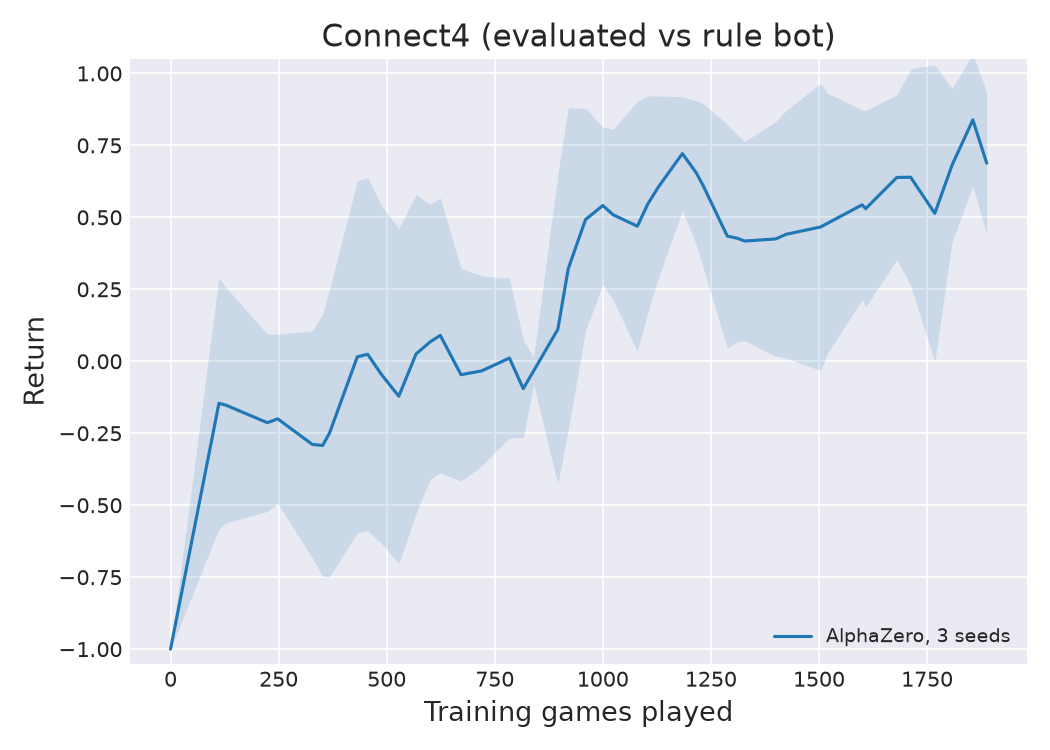 Connect4 (evaluated vs rule bot)
1.00
0.75
0.50
0.25
0.00
−0.25
−0.50
−0.75
−1.00
Return
AlphaZero, 3 seeds
0 250 500 750 1000 1250 1500 1750
Training games played